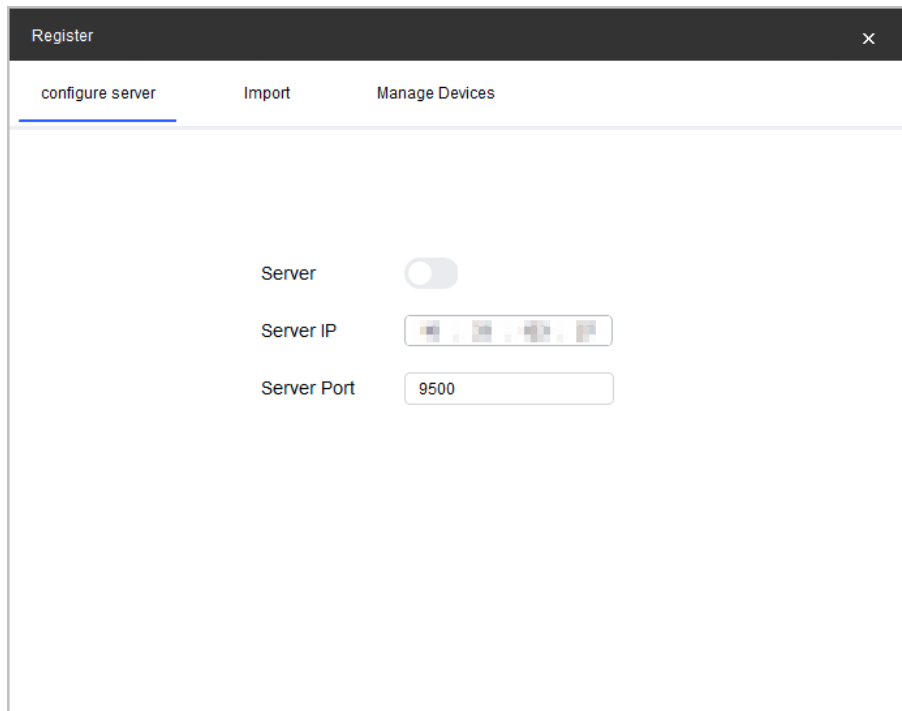 Register
configure server Import Manage Devices
Server
Server IP
Server Port 9500